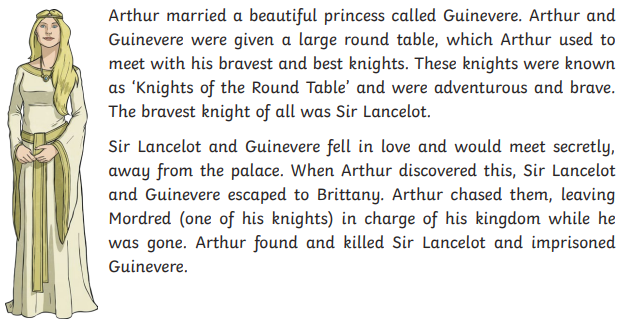 Arthur married a beautiful princess called Guinevere. Arthur and
Guinevere were given a large round table, which Arthur used to
meet with his bravest and best knights. These knights were known
as ‘Knights of the Round Table’ and were adventurous and brave.
The bravest knight of all was Sir Lancelot.
Sir Lancelot and Guinevere fell in love and would meet secretly,
away from the palace. When Arthur discovered this, Sir Lancelot
and Guinevere escaped to Brittany. Arthur chased them, leaving
Mordred (one of his knights) in charge of his kingdom while he
was gone. Arthur found and killed Sir Lancelot and imprisoned
Guinevere.